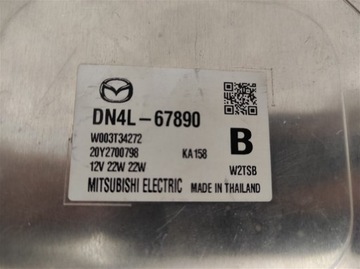 DN4L-67890
W003T34272
20Y2700798 KA158 B
12V 22W 22W W2TSB
MITSUBISHI ELECTRIC MADE IN THAILAND